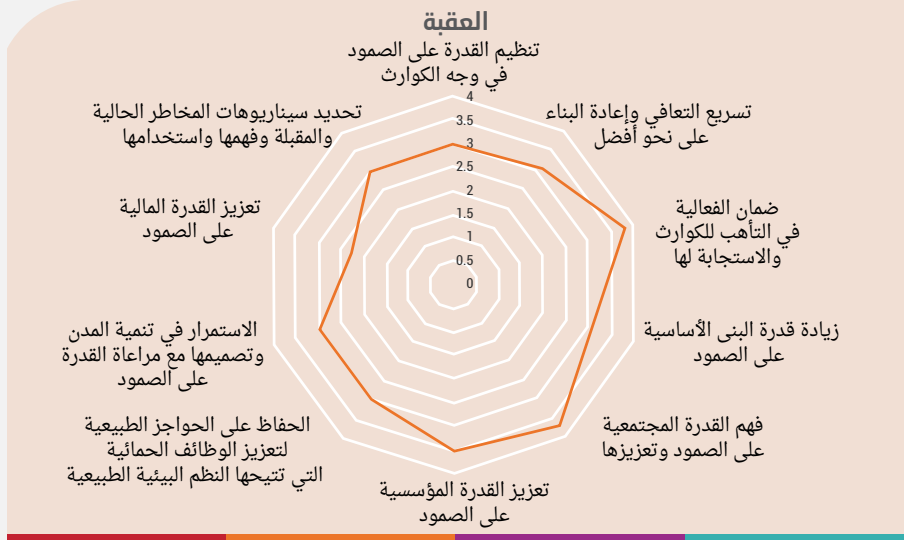 العقبة
تنظيم القدرة على الصمود
في وجه الكوارث
تسريع التعافي وإعادة البناء
على نحو أفضل
ضمان الفعالية
في التأهب للكوارث
والاستجابة لها
زيادة قدرة البنى الأساسية
على الصمود
فهم القدرة المجتمعية
على الصمود وتعزيزها
تعزيز القدرة المؤسسية
على الصمود
الحفاظ على الحواجز الطبيعية
لتعزيز الوظائف الحمائية
التي تتيحها النظم البيئية الطبيعية
الاستمرار في تنمية المدن
وتصميمها مع مراعاة القدرة
على الصمود
تعزيز القدرة المالية
على الصمود
تحديد سيناريوهات المخاطر الحالية
والمقبلة وفهمها واستخدامها
4
3.5
3
2.5
2
1.5
1
0.5
0